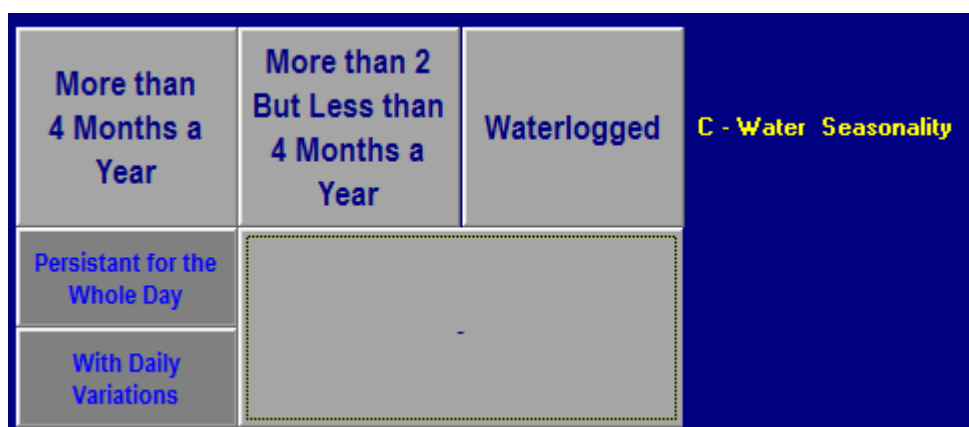 More than
4 Months a
Year
More than 2
But Less than
4 Months a
Year
Waterlogged
C - Water Seasonality
Persistant for the
Whole Day
With Daily
Variations
-